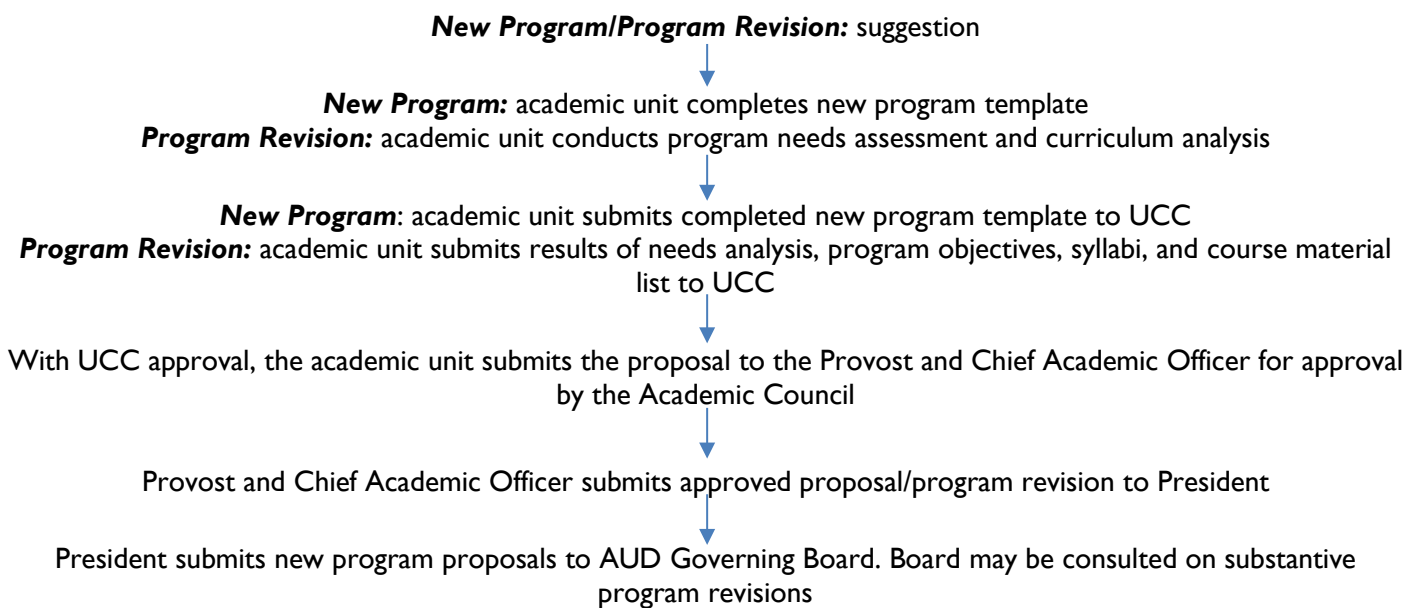 New Program/Program Revision: suggestion
New Program: academic unit completes new program template
Program Revision: academic unit conducts program needs assessment and curriculum analysis
New Program: academic unit submits completed new program template to UCC
Program Revision: academic unit submits results of needs analysis, program objectives, syllabi, and course material
list to UCC
With UCC approval, the academic unit submits the proposal to the Provost and Chief Academic Officer for approval
by the Academic Council
Provost and Chief Academic Officer submits approved proposal/program revision to President
President submits new program proposals to AUD Governing Board. Board may be consulted on substantive
program revisions